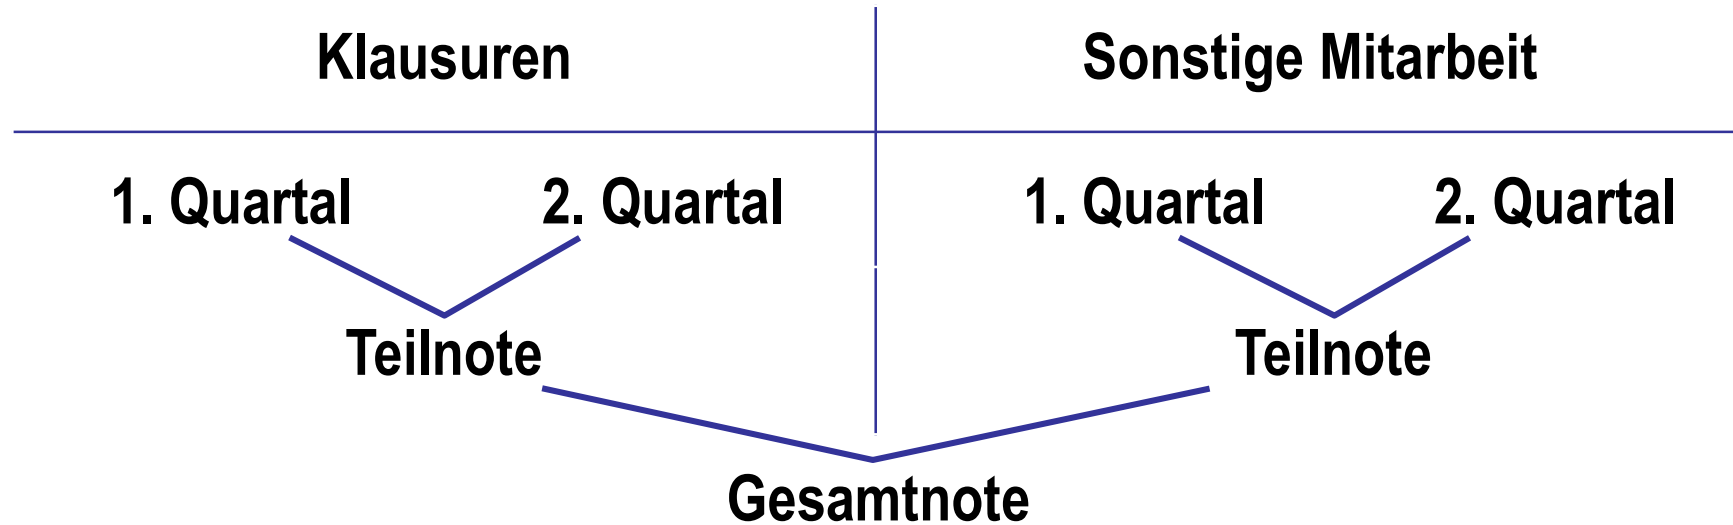 Klausuren Sonstige Mitarbeit
1. Quartal 2. Quartal 1. Quartal 2. Quartal
Teilnote Teilnote
Gesamtnote